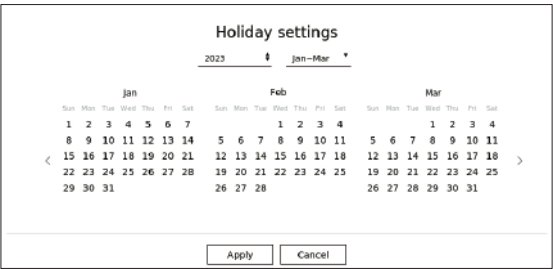 Holiday settings
2023 Jan-Mar
Jan Feb Mar
Sun Mon Tue Wed Thu Fri Sat Sun Mon Tue Wed Thu Fri Sat Sun Mon Tue Wed Thu Fri Sat
1 2 3 4 5 6 7 1 2 3 4 1 2 3 4
8 9 10 11 12 13 14 5 6 7 8 9 10 11 5 6 7 8 9 10 11
15 16 17 18 19 20 21 12 13 14 15 16 17 18 12 13 14 15 16 17 18
22 23 24 25 26 27 28 19 20 21 22 23 24 25 19 20 21 22 23 24 25
29 30 31 26 27 28 26 27 28 29 30 31
Apply Cancel